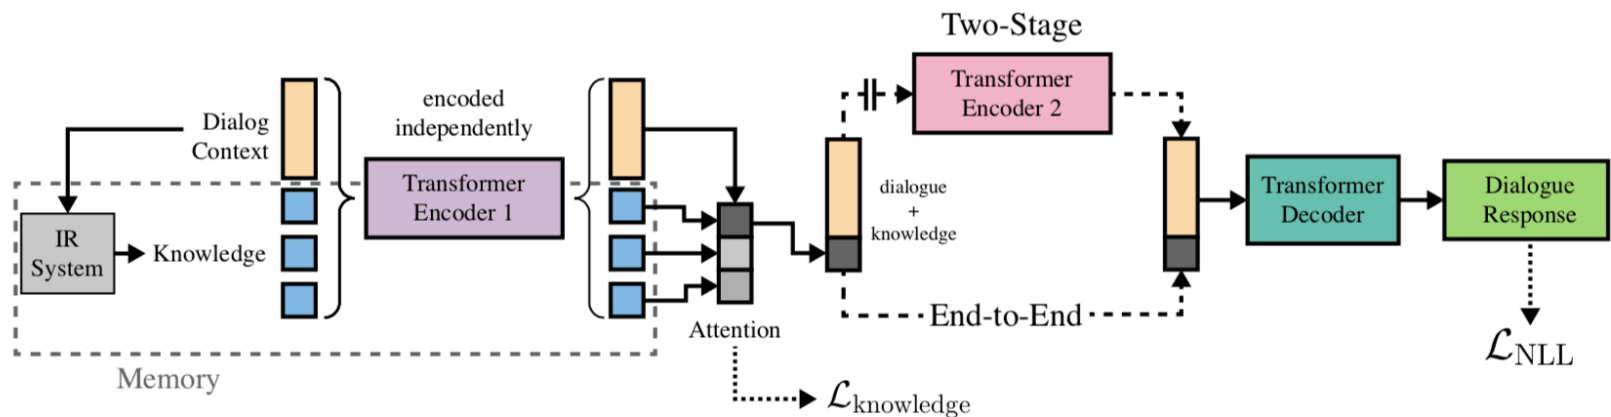 Two-Stage
Dialog
Context
encoded
independently
Transformer
Encoder 1
Transformer
Encoder 2
IR
System
Knowledge
dialogue
+
knowledge
Transformer
Decoder
Dialogue
Response
Attention
End-to-End
Memory
ℒknowledge
ℒNLL